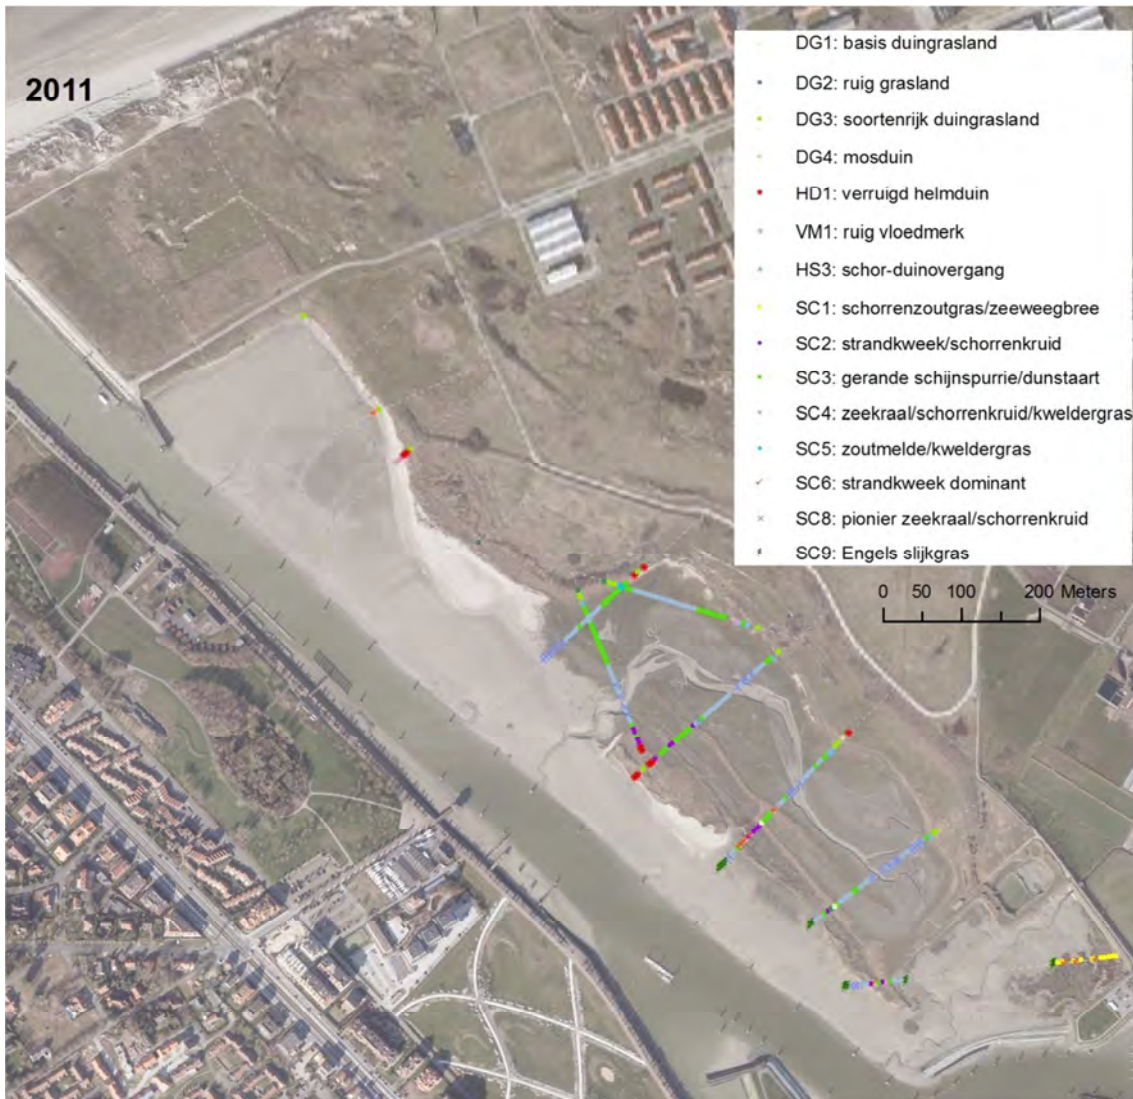 2011
DG1: basis duingrasland
DG2: ruig grasland
DG3: soortenrijk duingrasland
DG4: mosduin
HD1: verruigd helmduin
VM1: ruig vloedmerk
HS3: schor-duinovergang
SC1: schorrenzoutgras/zeeweegbree
SC2: strandkweek/schorrenkruid
SC3: gerande schijnspurrie/dunstaart
SC4: zeekraal/schorrenkruid/kweldergras
SC5: zoutmelde/kweldergras
SC6: strandkweek dominant
SC8: pionier zeekraal/schorrenkruid
SC9: Engels slijkgras
0 50 100 200 Meters